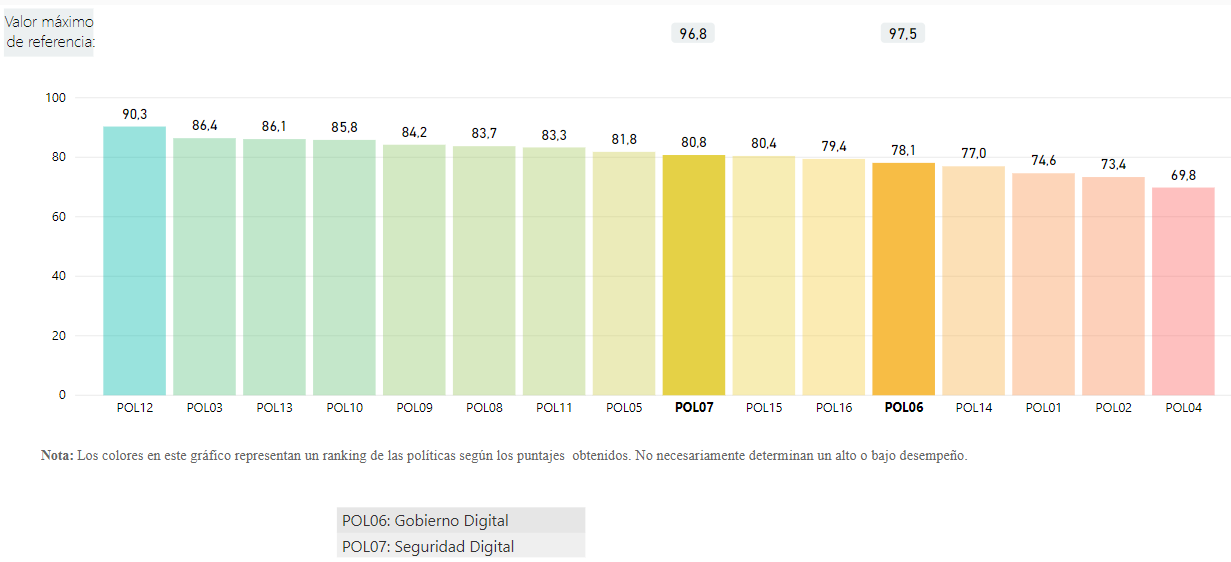 Valor máximo
de referencia:
96,8 97,5
100
80
60
40
20
0
90,3 86,4 86,1 85,8 84,2 83,7 83,3 81,8 80,8 80,4 79,4 78,1 77,0 74,6 73,4 69,8
POL12 POL03 POL13 POL10 POL09 POL08 POL11 POL05 POL07 POL15 POL16 POL06 POL14 POL01 POL02 POL04
Nota: Los colores en este gráfico representan un ranking de las políticas según los puntajes obtenidos. No necesariamente determinan un alto o bajo desempeño.
POL06: Gobierno Digital
POL07: Seguridad Digital